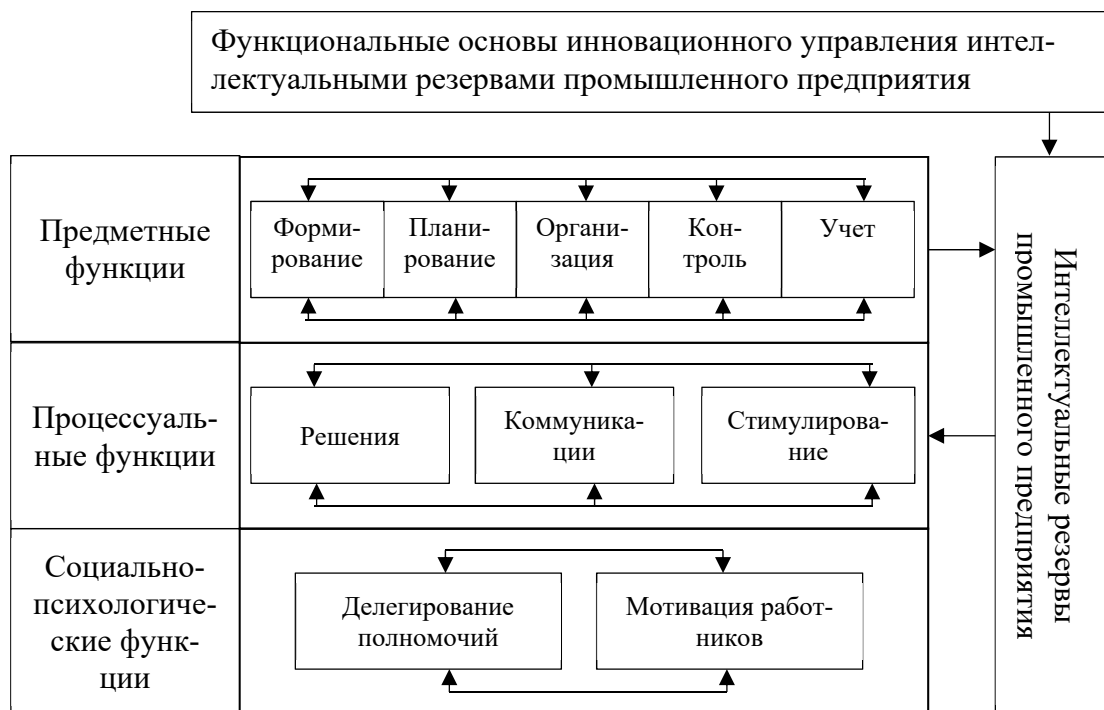 Функциональные основы инновационного управления интел-
лектуальными резервами промышленного предприятия
Предметные
функции
Форми-
рование
Плани-
рование
Органи-
зация
Кон-
троль
Учет
Процессуаль-
ные функции
Решения
Коммуника-
ции
Стимулирова-
ние
Социально-
психологиче-
ские функ-
ции
Делегирование
полномочий
Мотивация работ-
ников
Интеллектуальные резервы
промышленного предприятия